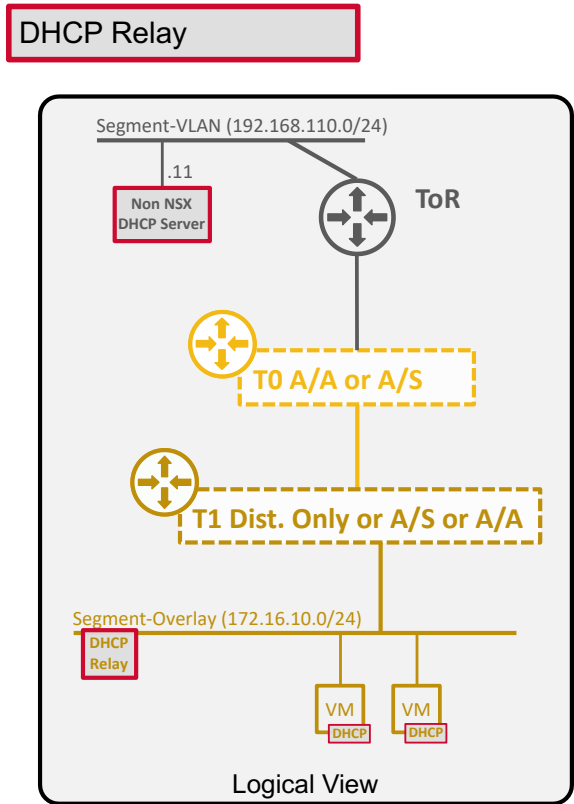 DHCP Relay
Segment-VLAN (192.168.110.0/24)
.11
Non NSX
DHCP Server
ToR
T0 A/A or A/S
T1 Dist. Only or A/S or A/A
Segment-Overlay (172.16.10.0/24)
DHCP
Relay
VM
DHCP
VM
DHCP
Logical View